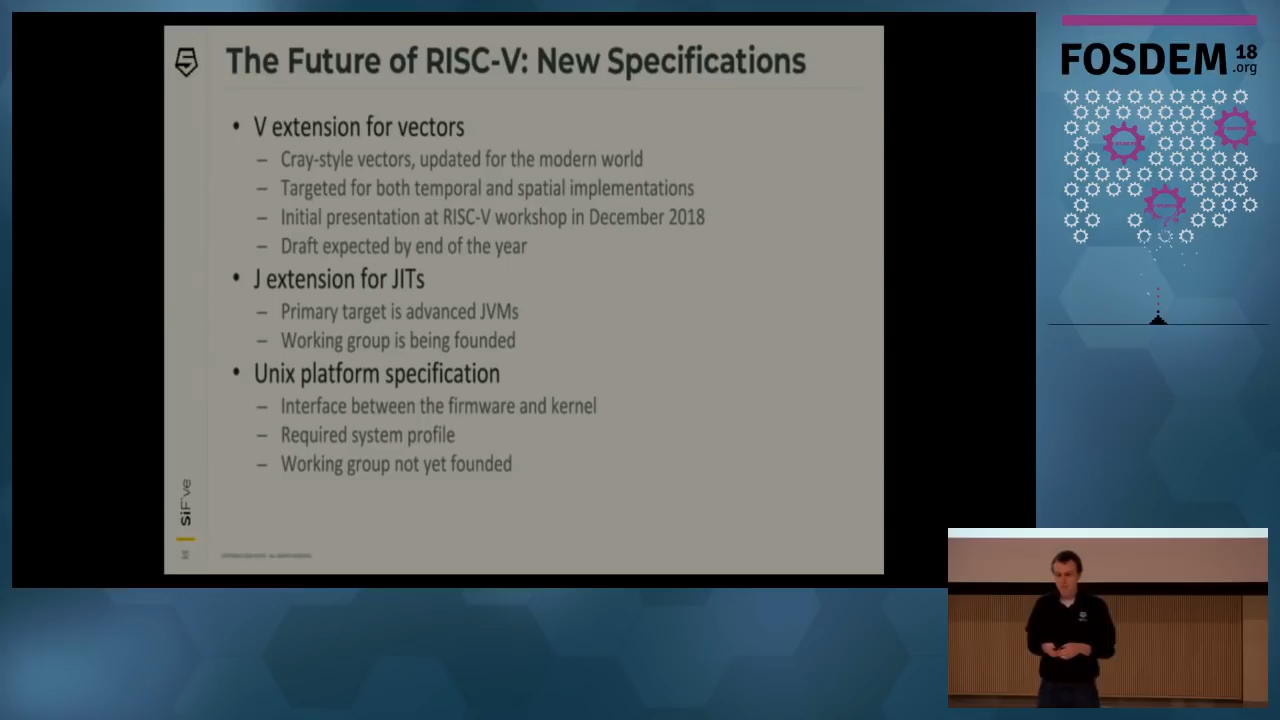 The Future of RISC-V: New Specifications
• V extension for vectors
– Cray-style vectors, updated for the modern world
– Targeted for both temporal and spatial implementations
– Initial presentation at RISC-V workshop in December 2018
– Draft expected by end of the year
• J extension for JITs
– Primary target is advanced JVMs
– Working group is being founded
• Unix platform specification
– Interface between the firmware and kernel
– Required system profile
– Working group not yet founded
SiFive
FOSDEM 18
.org